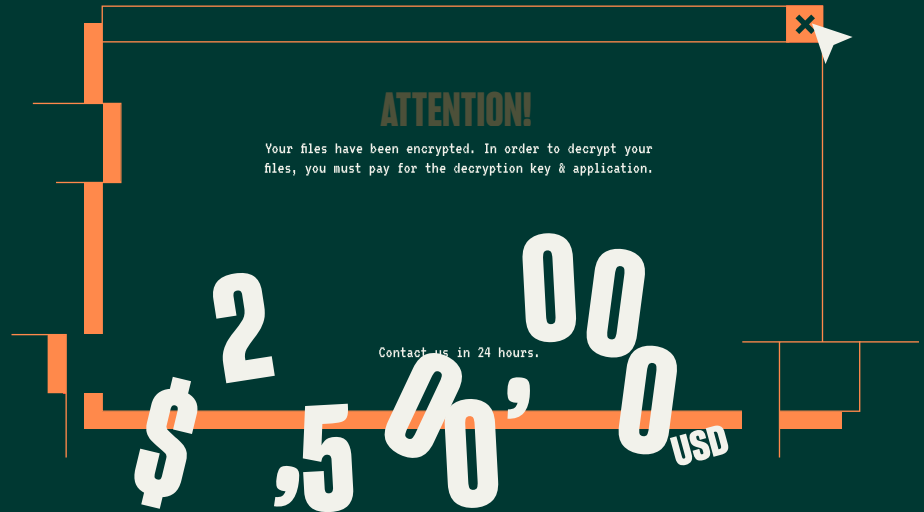 ATTENTION!
Your files have been encrypted. In order to decrypt your
files, you must pay for the decryption key & application.
Contact us in 24 hours.
$2,500,000 USD